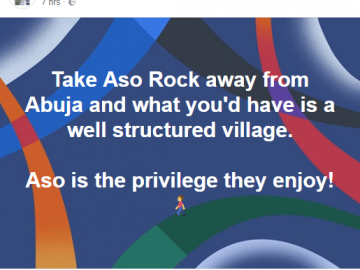 7 hrs ·
Take Aso Rock away from
Abuja and what you'd have is a
well structured village.
Aso is the privilege they enjoy!